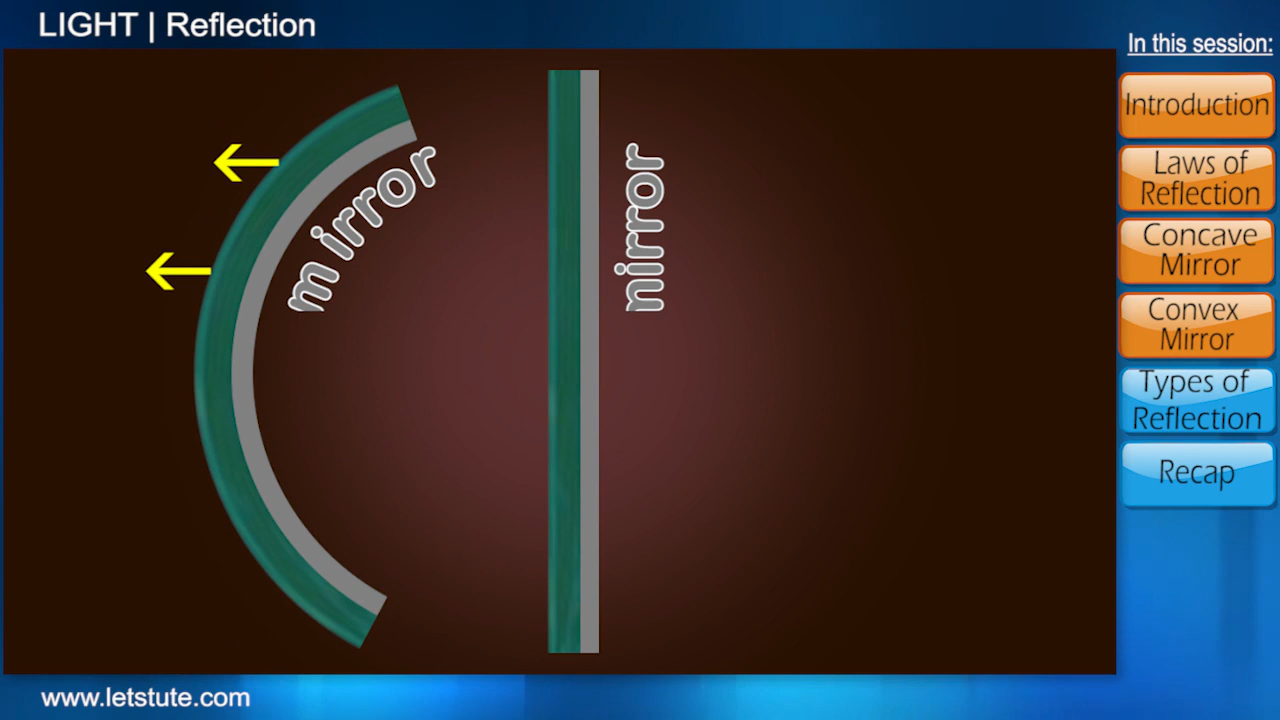 LIGHT | Reflection
In this session:
Introduction
Laws of
Reflection
Concave
Mirror
Convex
Mirror
Types of
Reflection
Recap
mirror
mirror
www.letstute.com